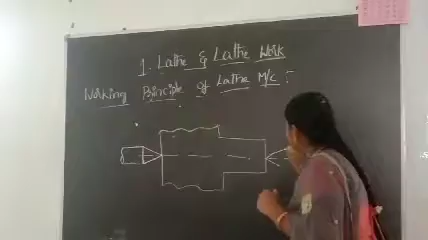 1. Lathe & Lathe Work
Working Principle of Lathe M/c :-